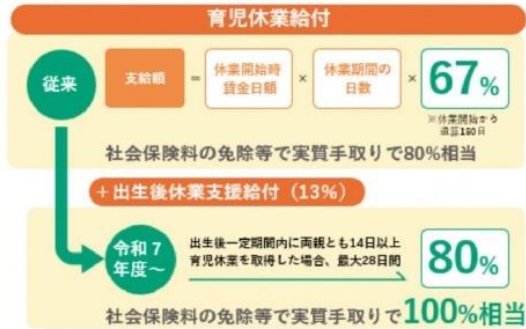 育児休業給付
従来
支給額 = 休業開始時賃金日額 × 休業期間の日数 × 67%
※休業開始から
通算180日
社会保険料の免除等で実質手取りで80%相当
+出生後休業支援給付（13%）
令和7年度～
出生後一定期間内に両親とも14日以上
育児休業を取得した場合、最大28日間
80%
社会保険料の免除等で実質手取りで100%相当